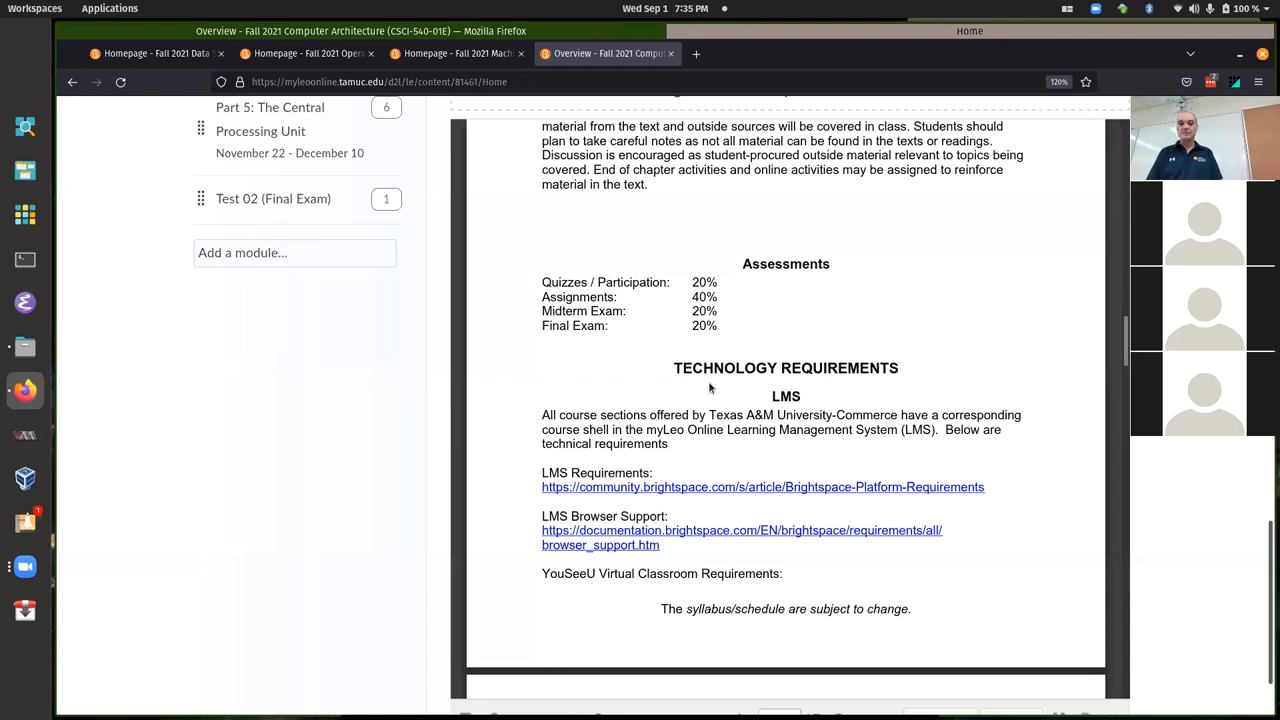 Workspaces Applications Wed Sep 1 7:35 PM 100 %
Overview - Fall 2021 Computer Architecture (CSCI-540-01E) — Mozilla Firefox Home
Homepage - Fall 2021 Data S Homepage - Fall 2021 Opera Homepage - Fall 2021 Machi Overview - Fall 2021 Comput
https://myleoonline.tamuc.edu/d2l/le/content/81461/Home 120%
Part 5: The Central
Processing Unit
6
November 22 - December 10
Test 02 (Final Exam) 1
Add a module...
material from the text and outside sources will be covered in class. Students should
plan to take careful notes as not all material can be found in the texts or readings.
Discussion is encouraged as student-procured outside material relevant to topics being
covered. End of chapter activities and online activities may be assigned to reinforce
material in the text.
Assessments
Quizzes / Participation: 20%
Assignments: 40%
Midterm Exam: 20%
Final Exam: 20%
TECHNOLOGY REQUIREMENTS
LMS
All course sections offered by Texas A&M University-Commerce have a corresponding
course shell in the myLeo Online Learning Management System (LMS). Below are
technical requirements
LMS Requirements:
https://community.brightspace.com/s/article/Brightspace-Platform-Requirements
LMS Browser Support:
https://documentation.brightspace.com/EN/brightspace/requirements/all/
browser_support.htm
YouSeeU Virtual Classroom Requirements:
The syllabus/schedule are subject to change.